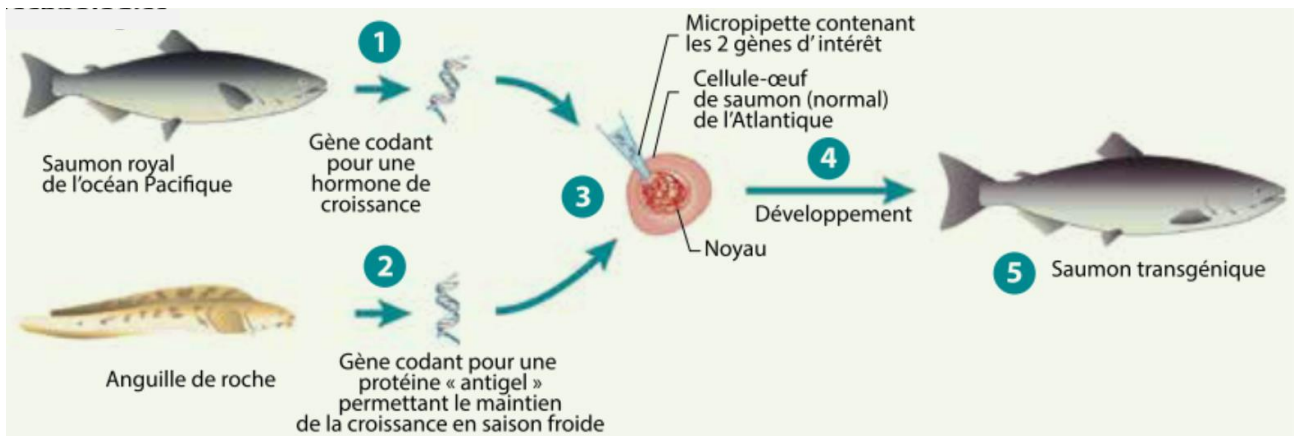 1
Saumon royal
de l'océan Pacifique
Gène codant
pour une
hormone de
croissance
2
Anguille de roche
Gène codant pour une
protéine « antigel »
permettant le maintien
de la croissance en saison froide
3
Micropipette contenant
les 2 gènes d'intérêt
Cellule-œuf
de saumon (normal)
de l'Atlantique
Noyau
4
Développement
5
Saumon transgénique